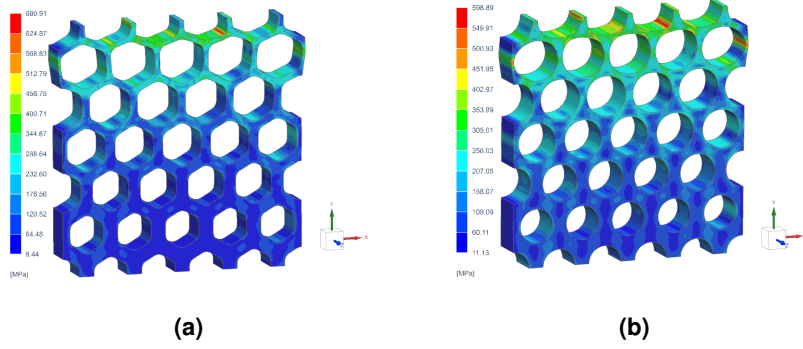 680.91
624.87
568.83
512.79
456.75
400.71
344.67
288.64
232.60
176.56
120.52
64.48
8.44
[MPa]
Y
X
Z
(a)
598.89
549.91
500.93
451.95
402.97
353.99
305.01
256.03
207.05
158.07
109.09
60.11
11.13
[MPa]
Y
Z
(b)